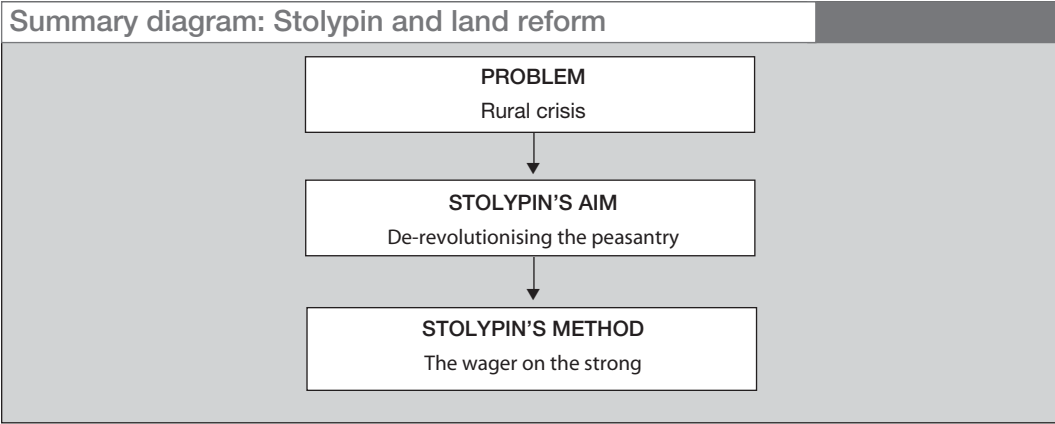 Summary diagram: Stolypin and land reform
PROBLEM
Rural crisis
STOLYPIN’S AIM
De-revolutionising the peasantry
STOLYPIN’S METHOD
The wager on the strong